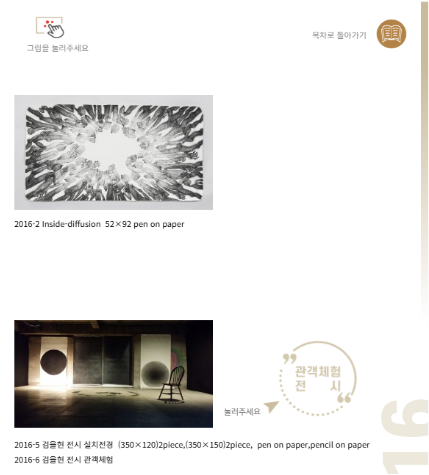 그림을 눌러주세요
목차로 돌아가기
2016-2 Inside-diffusion 52×92 pen on paper
관객체험
전 시
눌러주세요
2016-5 김을현 전시 설치전경 (350×120)2piece,(350×150)2piece, pen on paper,pencil on paper
2016-6 김을현 전시 관객체험
16